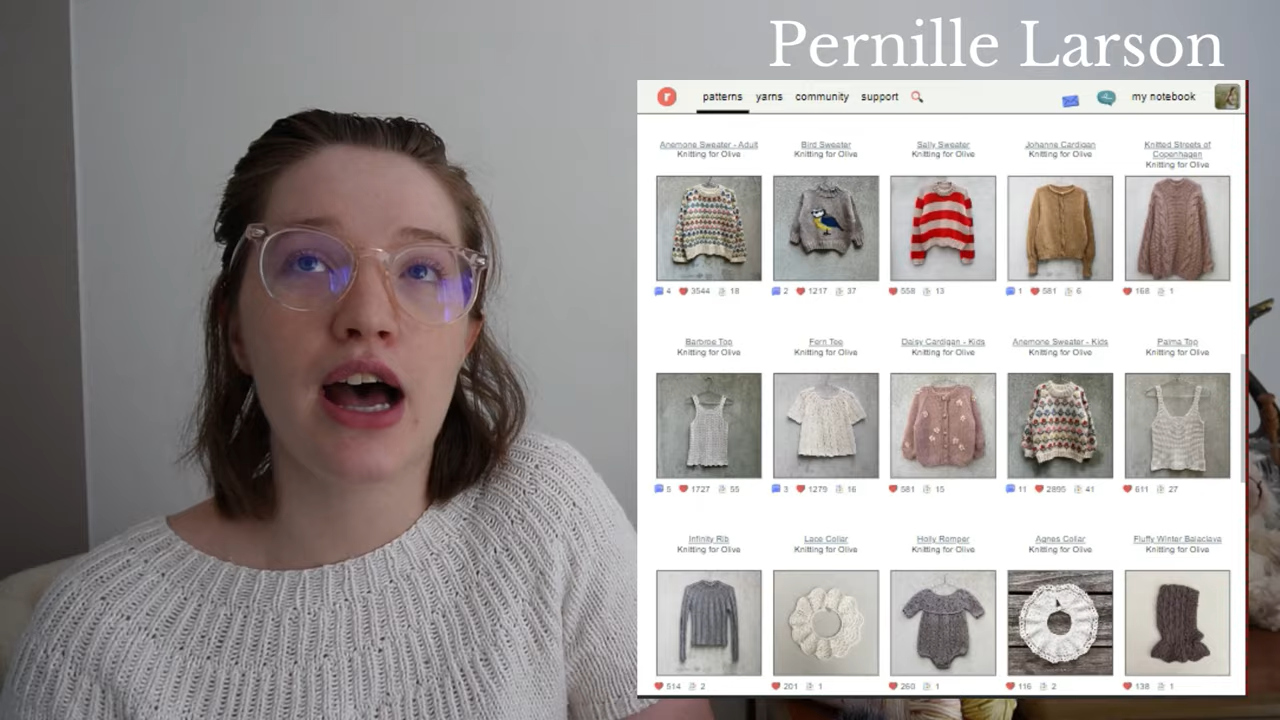 Pernille Larson
r patterns yarns community support my notebook
Anemone Sweater - Adult Bird Sweater Sally Sweater Johanne Cardigan Knitted Streets of Copenhagen
Knitting for Olive Knitting for Olive Knitting for Olive Knitting for Olive Knitting for Olive
4 3544 18 2 1217 37 558 13 1 581 6 168 1
Barbroe Top Fern Tee Daisy Cardigan - Kids Anemone Sweater - Kids Palma Top
Knitting for Olive Knitting for Olive Knitting for Olive Knitting for Olive Knitting for Olive
5 1727 55 3 1279 16 581 15 11 2895 41 611 27
Infinity Rib Lace Collar Holly Romper Agnes Collar Fluffy Winter Balaclava
Knitting for Olive Knitting for Olive Knitting for Olive Knitting for Olive Knitting for Olive
514 2 201 1 260 1 116 2 138 1